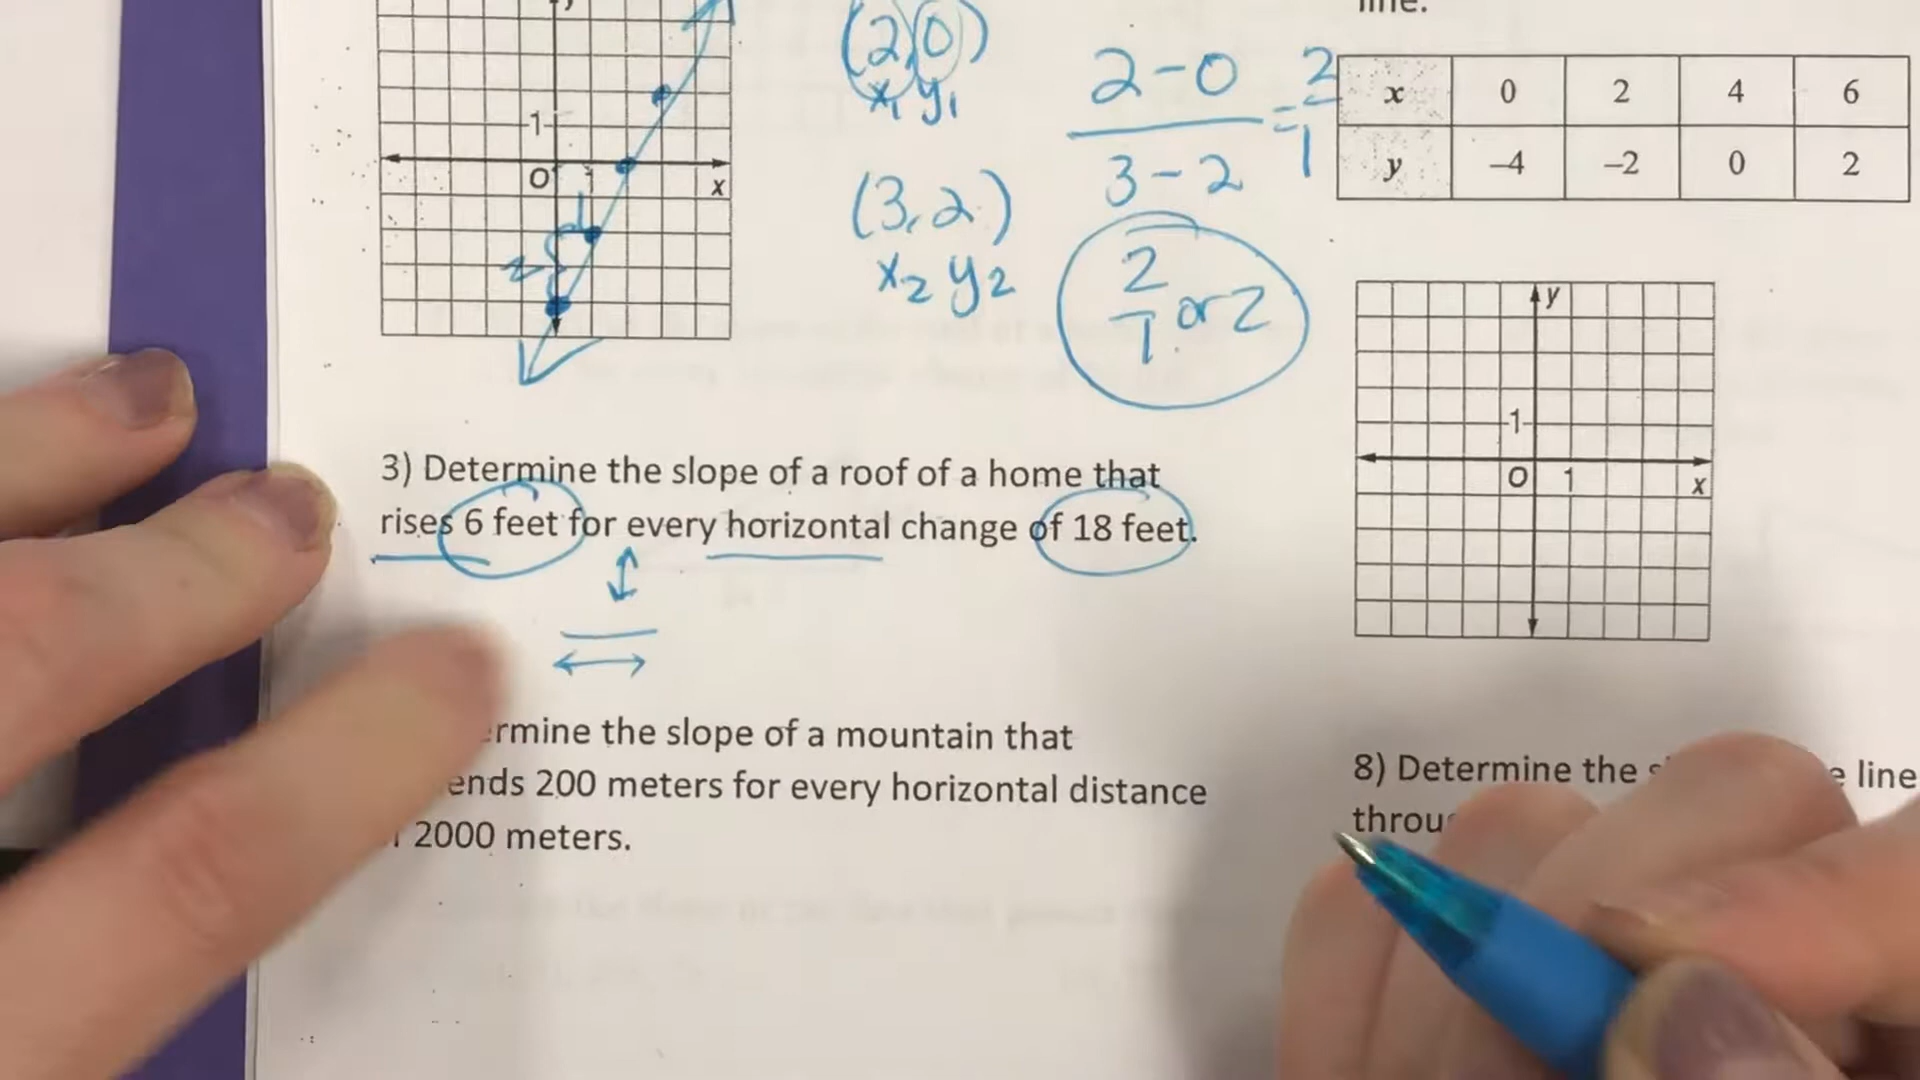 line.
(2,0)
x1 y1
2-0
3-2
= 2
1
(3,2)
x2 y2
2
1 or 2
-1-
O 1 x
2
x 0 2 4 6
y –4 –2 0 2
y
-1-
O 1 x
3) Determine the slope of a roof of a home that
rises 6 feet for every horizontal change of 18 feet.
the slope of a mountain that
200 meters for every horizontal distance
2000 meters.
8) Determine the line